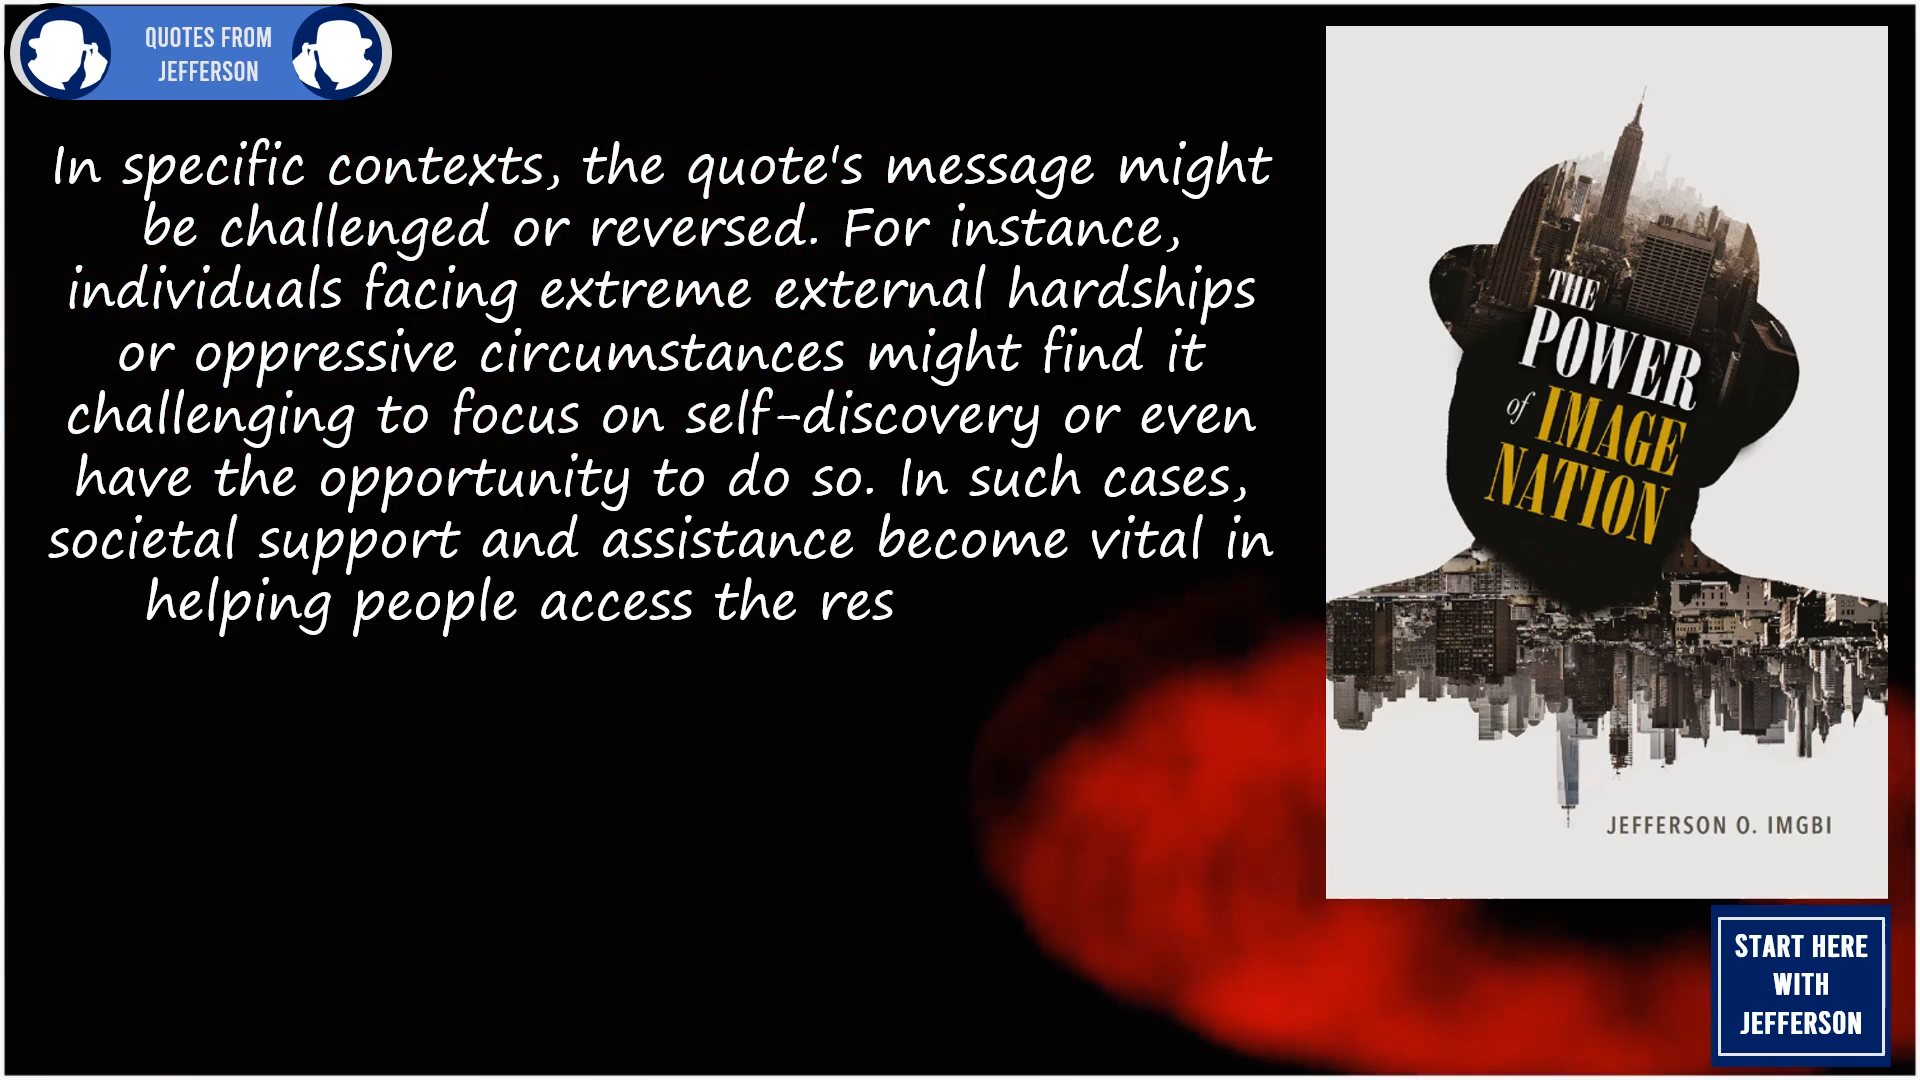 QUOTES FROM
JEFFERSON
In specific contexts, the quote's message might
be challenged or reversed. For instance,
individuals facing extreme external hardships
or oppressive circumstances might find it
challenging to focus on self-discovery or even
have the opportunity to do so. In such cases,
societal support and assistance become vital in
helping people access the res
THE
POWER
of IMAGE
NATION
JEFFERSON O. IMGBI
START HERE
WITH
JEFFERSON